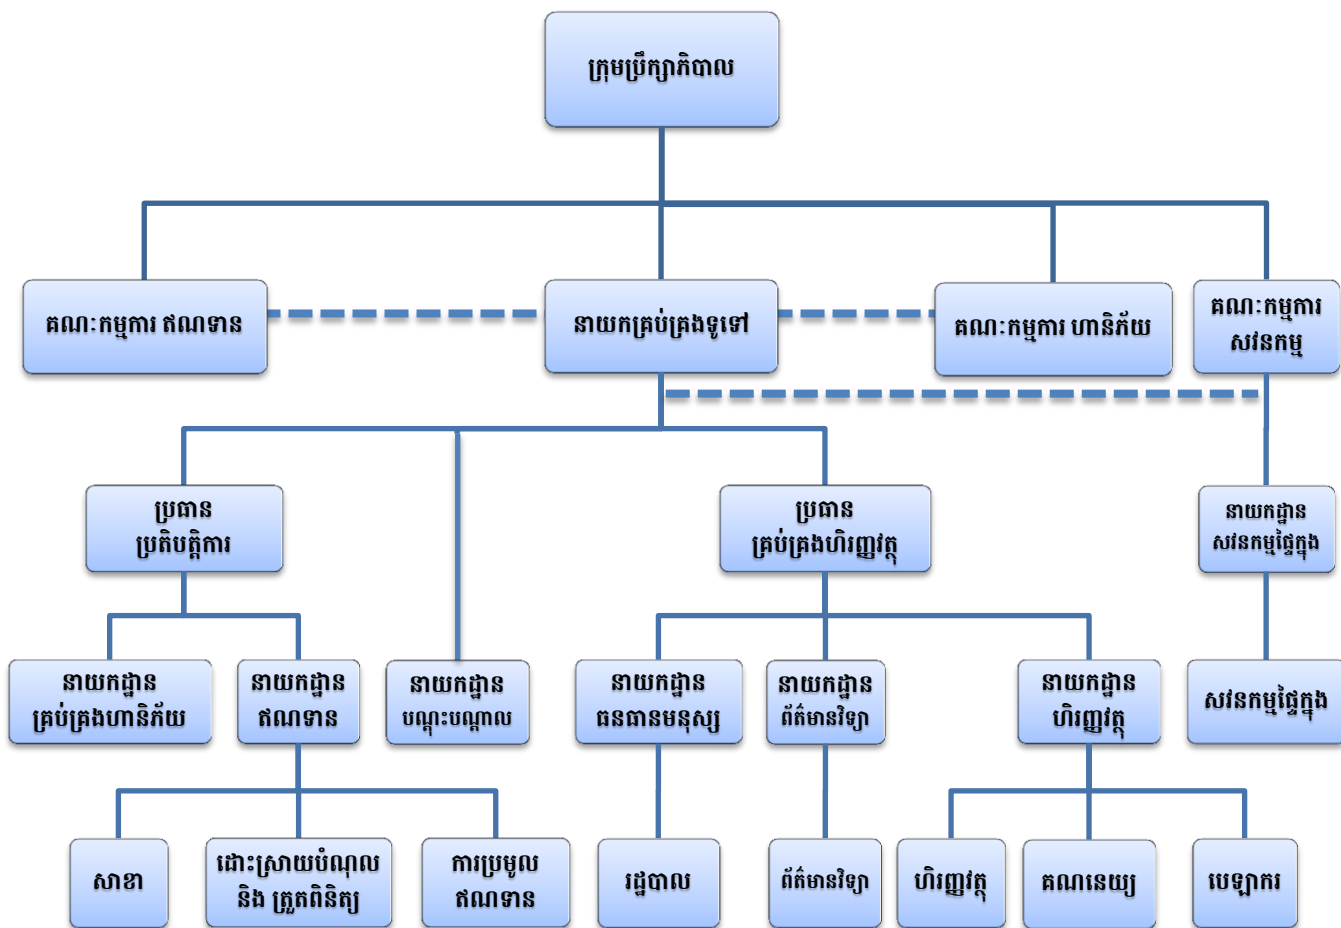 ក្រុមប្រឹក្សាភិបាល
គណៈកម្មការ ឥណទាន
នាយកគ្រប់គ្រងទូទៅ
គណៈកម្មការ ហានិភ័យ
គណៈកម្មការ
សវនកម្ម
ប្រធាន
ប្រតិបត្តិការ
ប្រធាន
គ្រប់គ្រងហិរញ្ញវត្ថុ
នាយកដ្ឋាន
សវនកម្មផ្ទៃក្នុង
នាយកដ្ឋាន
គ្រប់គ្រងហានិភ័យ
នាយកដ្ឋាន
ឥណទាន
នាយកដ្ឋាន
បណ្តុះបណ្តាល
នាយកដ្ឋាន
ធនធានមនុស្ស
នាយកដ្ឋាន
ព័ត៌មានវិទ្យា
នាយកដ្ឋាន
ហិរញ្ញវត្ថុ
សវនកម្មផ្ទៃក្នុង
សាខា
ដោះស្រាយបំណុល
និង ត្រួតពិនិត្យ
ការប្រមូល
ឥណទាន
រដ្ឋបាល
ព័ត៌មានវិទ្យា
ហិរញ្ញវត្ថុ
គណនេយ្យ
បេឡាករ